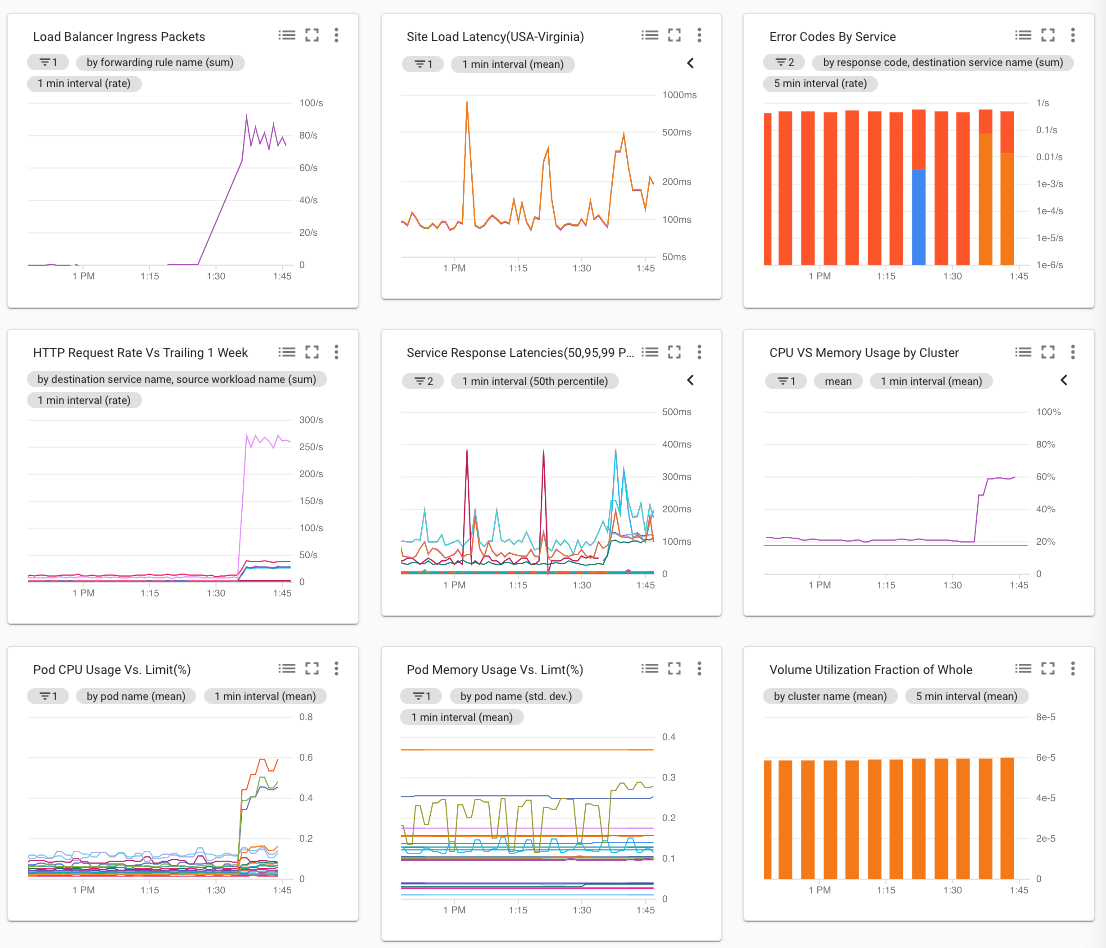 Load Balancer Ingress Packets
1
by forwarding rule name (sum)
1 min interval (rate)
100/s
80/s
60/s
40/s
20/s
0
1 PM 1:15 1:30 1:45
Site Load Latency(USA-Virginia)
1
1 min interval (mean)
1000ms
500ms
200ms
100ms
50ms
1 PM 1:15 1:30 1:45
Error Codes By Service
2
by response code, destination service name (sum)
5 min interval (rate)
1/s
0.1/s
0.01/s
1e-3/s
1e-4/s
1e-5/s
1e-6/s
1 PM 1:15 1:30 1:45
HTTP Request Rate Vs Trailing 1 Week
by destination service name, source workload name (sum)
1 min interval (rate)
300/s
250/s
200/s
150/s
100/s
50/s
0
1 PM 1:15 1:30 1:45
Service Response Latencies(50,95,99 P...
2
1 min interval (50th percentile)
500ms
400ms
300ms
200ms
100ms
0
1 PM 1:15 1:30 1:45
CPU VS Memory Usage by Cluster
1
mean
1 min interval (mean)
100%
80%
60%
40%
20%
0
1 PM 1:15 1:30 1:45
Pod CPU Usage Vs. Limit(%)
1
by pod name (mean)
1 min interval (mean)
0.8
0.6
0.4
0.2
0
1 PM 1:15 1:30 1:45
Pod Memory Usage Vs. Limt(%)
1
by pod name (std. dev.)
1 min interval (mean)
0.4
0.3
0.2
0.1
0
1 PM 1:15 1:30 1:45
Volume Utilization Fraction of Whole
by cluster name (mean)
5 min interval (mean)
8e-5
6e-5
4e-5
2e-5
0
1 PM 1:15 1:30 1:45